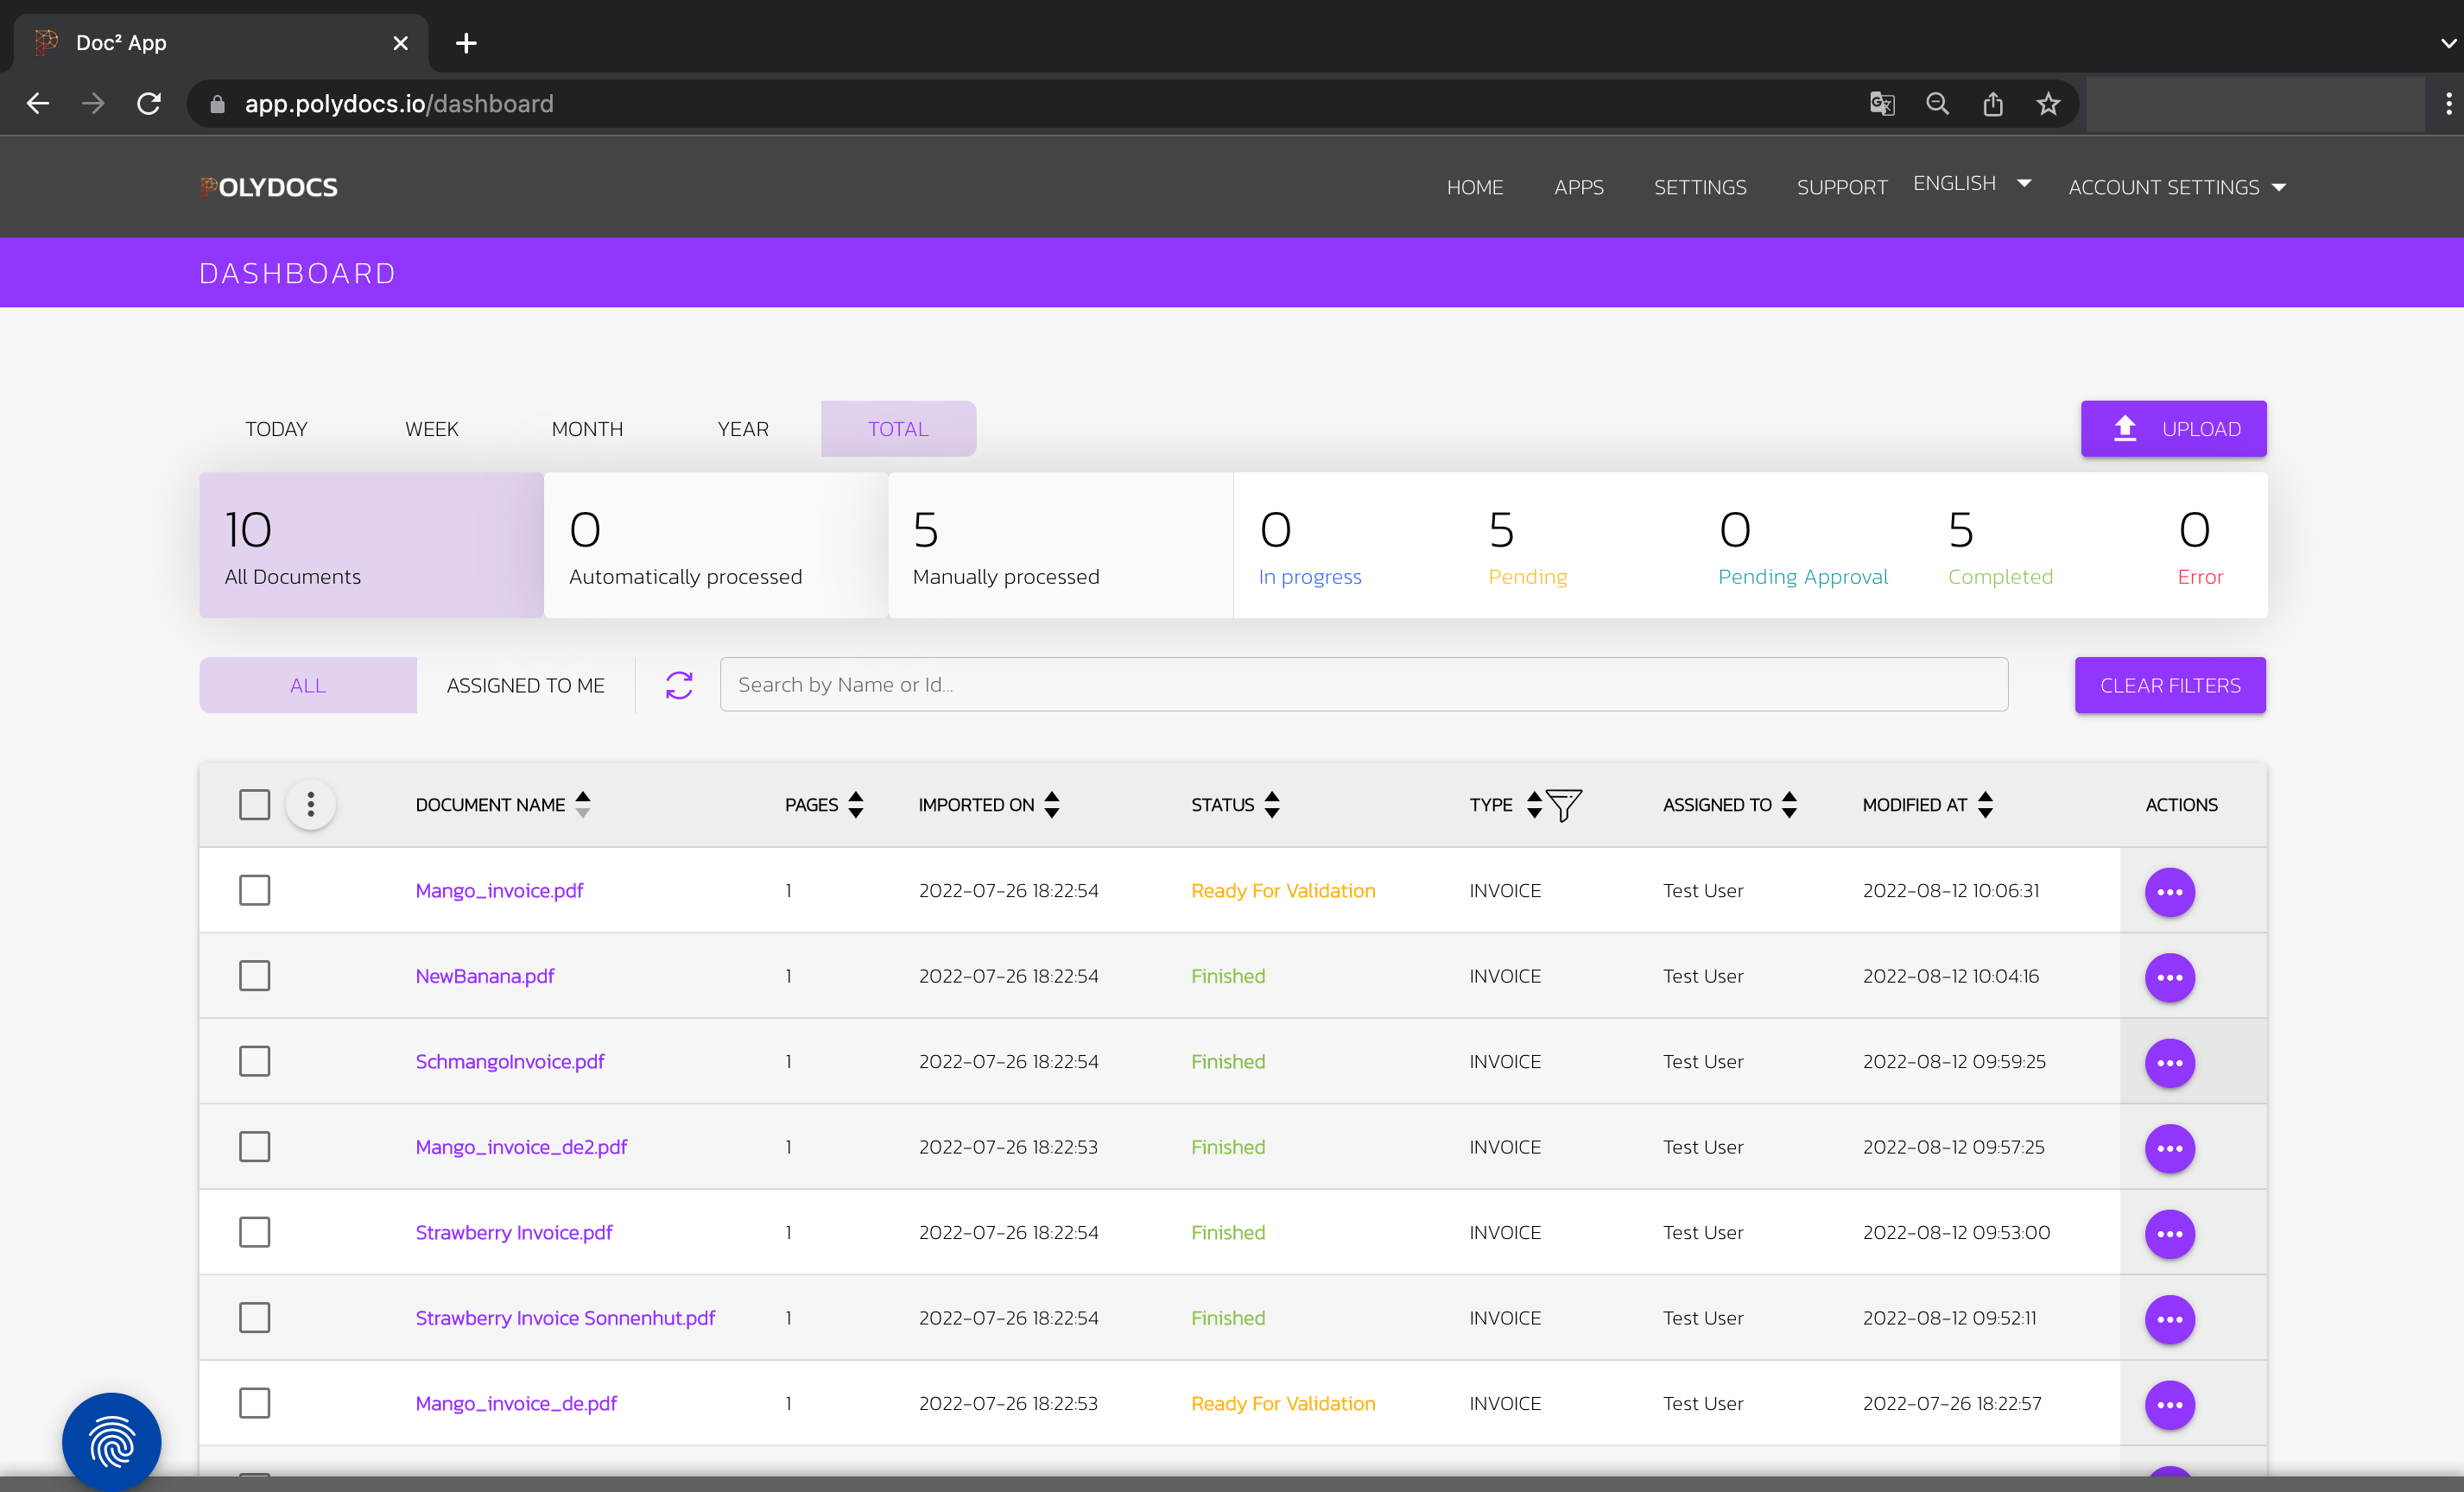 Doc² App
app.polydocs.io/dashboard
POLYDOCS
HOME APPS SETTINGS SUPPORT ENGLISH ACCOUNT SETTINGS
DASHBOARD
TODAY WEEK MONTH YEAR TOTAL UPLOAD
10 0 5 0 5 0 5 0
All Documents Automatically processed Manually processed In progress Pending Pending Approval Completed Error
ALL ASSIGNED TO ME Search by Name or Id... CLEAR FILTERS
DOCUMENT NAME PAGES IMPORTED ON STATUS TYPE ASSIGNED TO MODIFIED AT ACTIONS
Mango_invoice.pdf 1 2022-07-26 18:22:54 Ready For Validation INVOICE Test User 2022-08-12 10:06:31
NewBanana.pdf 1 2022-07-26 18:22:54 Finished INVOICE Test User 2022-08-12 10:04:16
SchmangoInvoice.pdf 1 2022-07-26 18:22:54 Finished INVOICE Test User 2022-08-12 09:59:25
Mango_invoice_de2.pdf 1 2022-07-26 18:22:53 Finished INVOICE Test User 2022-08-12 09:57:25
Strawberry Invoice.pdf 1 2022-07-26 18:22:54 Finished INVOICE Test User 2022-08-12 09:53:00
Strawberry Invoice Sonnenhut.pdf 1 2022-07-26 18:22:54 Finished INVOICE Test User 2022-08-12 09:52:11
Mango_invoice_de.pdf 1 2022-07-26 18:22:53 Ready For Validation INVOICE Test User 2022-07-26 18:22:57